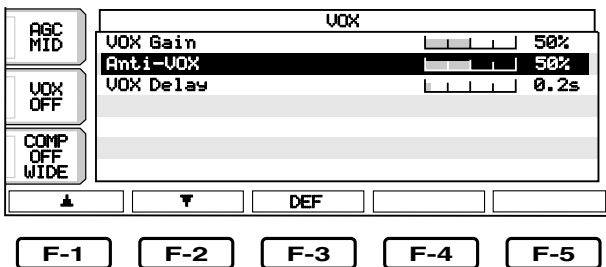 VOX
AGC
MID
VOX Gain 50%
Anti-VOX 50%
VOX Delay 0.2s
VOX
OFF
COMP
OFF
WIDE
DEF
F-1 F-2 F-3 F-4 F-5